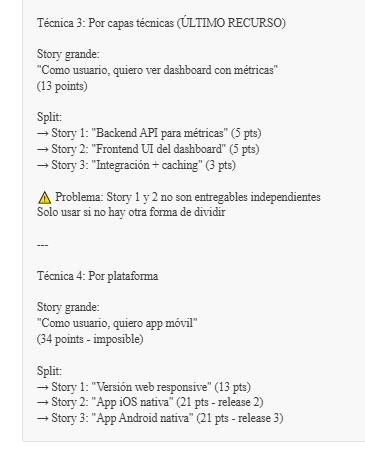 Técnica 3: Por capas técnicas (ÚLTIMO RECURSO)
Story grande:
"Como usuario, quiero ver dashboard con métricas"
(13 points)
Split:
→ Story 1: "Backend API para métricas" (5 pts)
→ Story 2: "Frontend UI del dashboard" (5 pts)
→ Story 3: "Integración + caching" (3 pts)
⚠ Problema: Story 1 y 2 no son entregables independientes
Solo usar si no hay otra forma de dividir
---
Técnica 4: Por plataforma
Story grande:
"Como usuario, quiero app móvil"
(34 points - imposible)
Split:
→ Story 1: "Versión web responsive" (13 pts)
→ Story 2: "App iOS nativa" (21 pts - release 2)
→ Story 3: "App Android nativa" (21 pts - release 3)